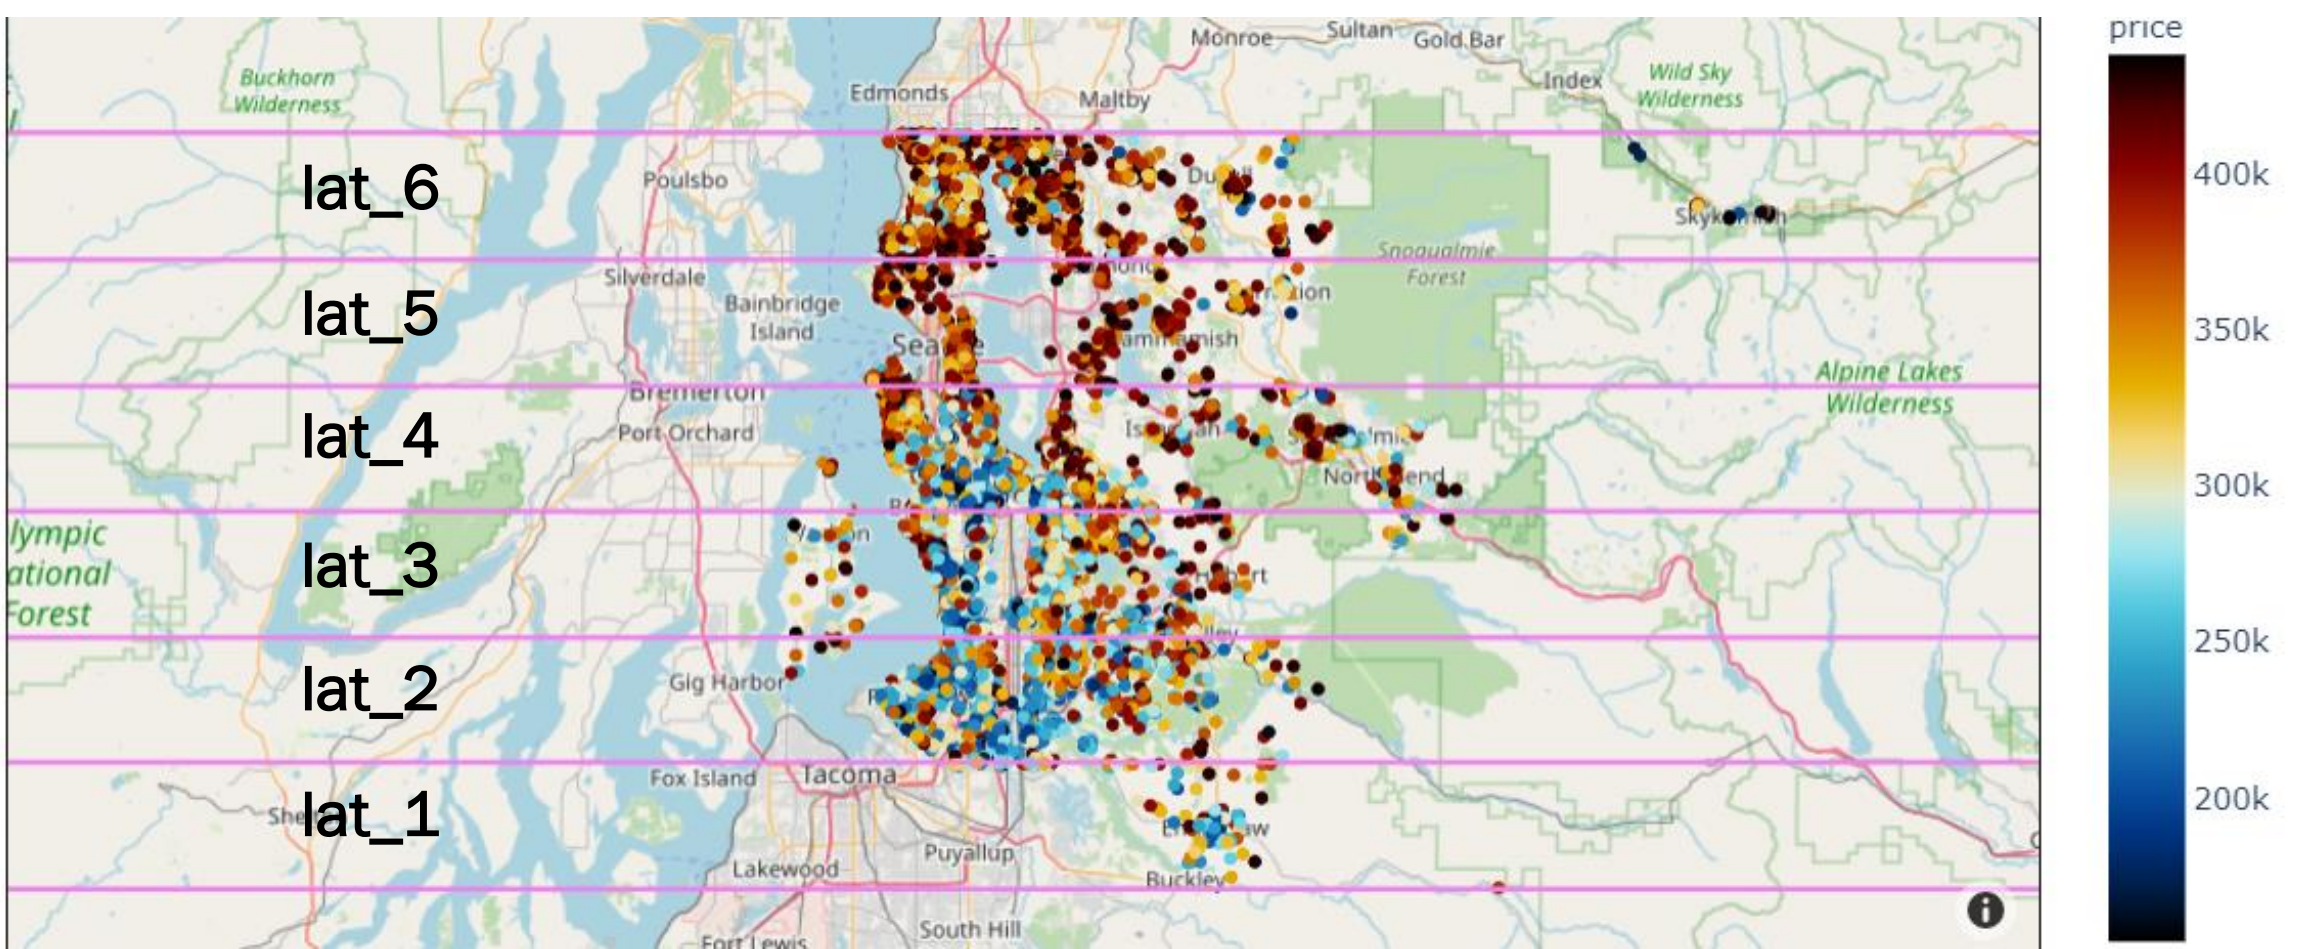 price
Monroe
Sultan
Gold Bar
Buckhorn
Wilderness
Edmonds
Maltby
Index
Wild Sky
Wilderness
lat_6
Poulsbo
400k
Silverdale
Snoqualmie
Forest
Bainbridge
Island
lat_5
350k
Alpine Lakes
Wilderness
Bremerton
Port Orchard
lat_4
300k
lympic
ational
Forest
lat_3
250k
Gig Harbor
lat_2
Fox Island
Tacoma
200k
lat_1
Puyallup
Lakewood
Buckley
South Hill
Fort Lewis